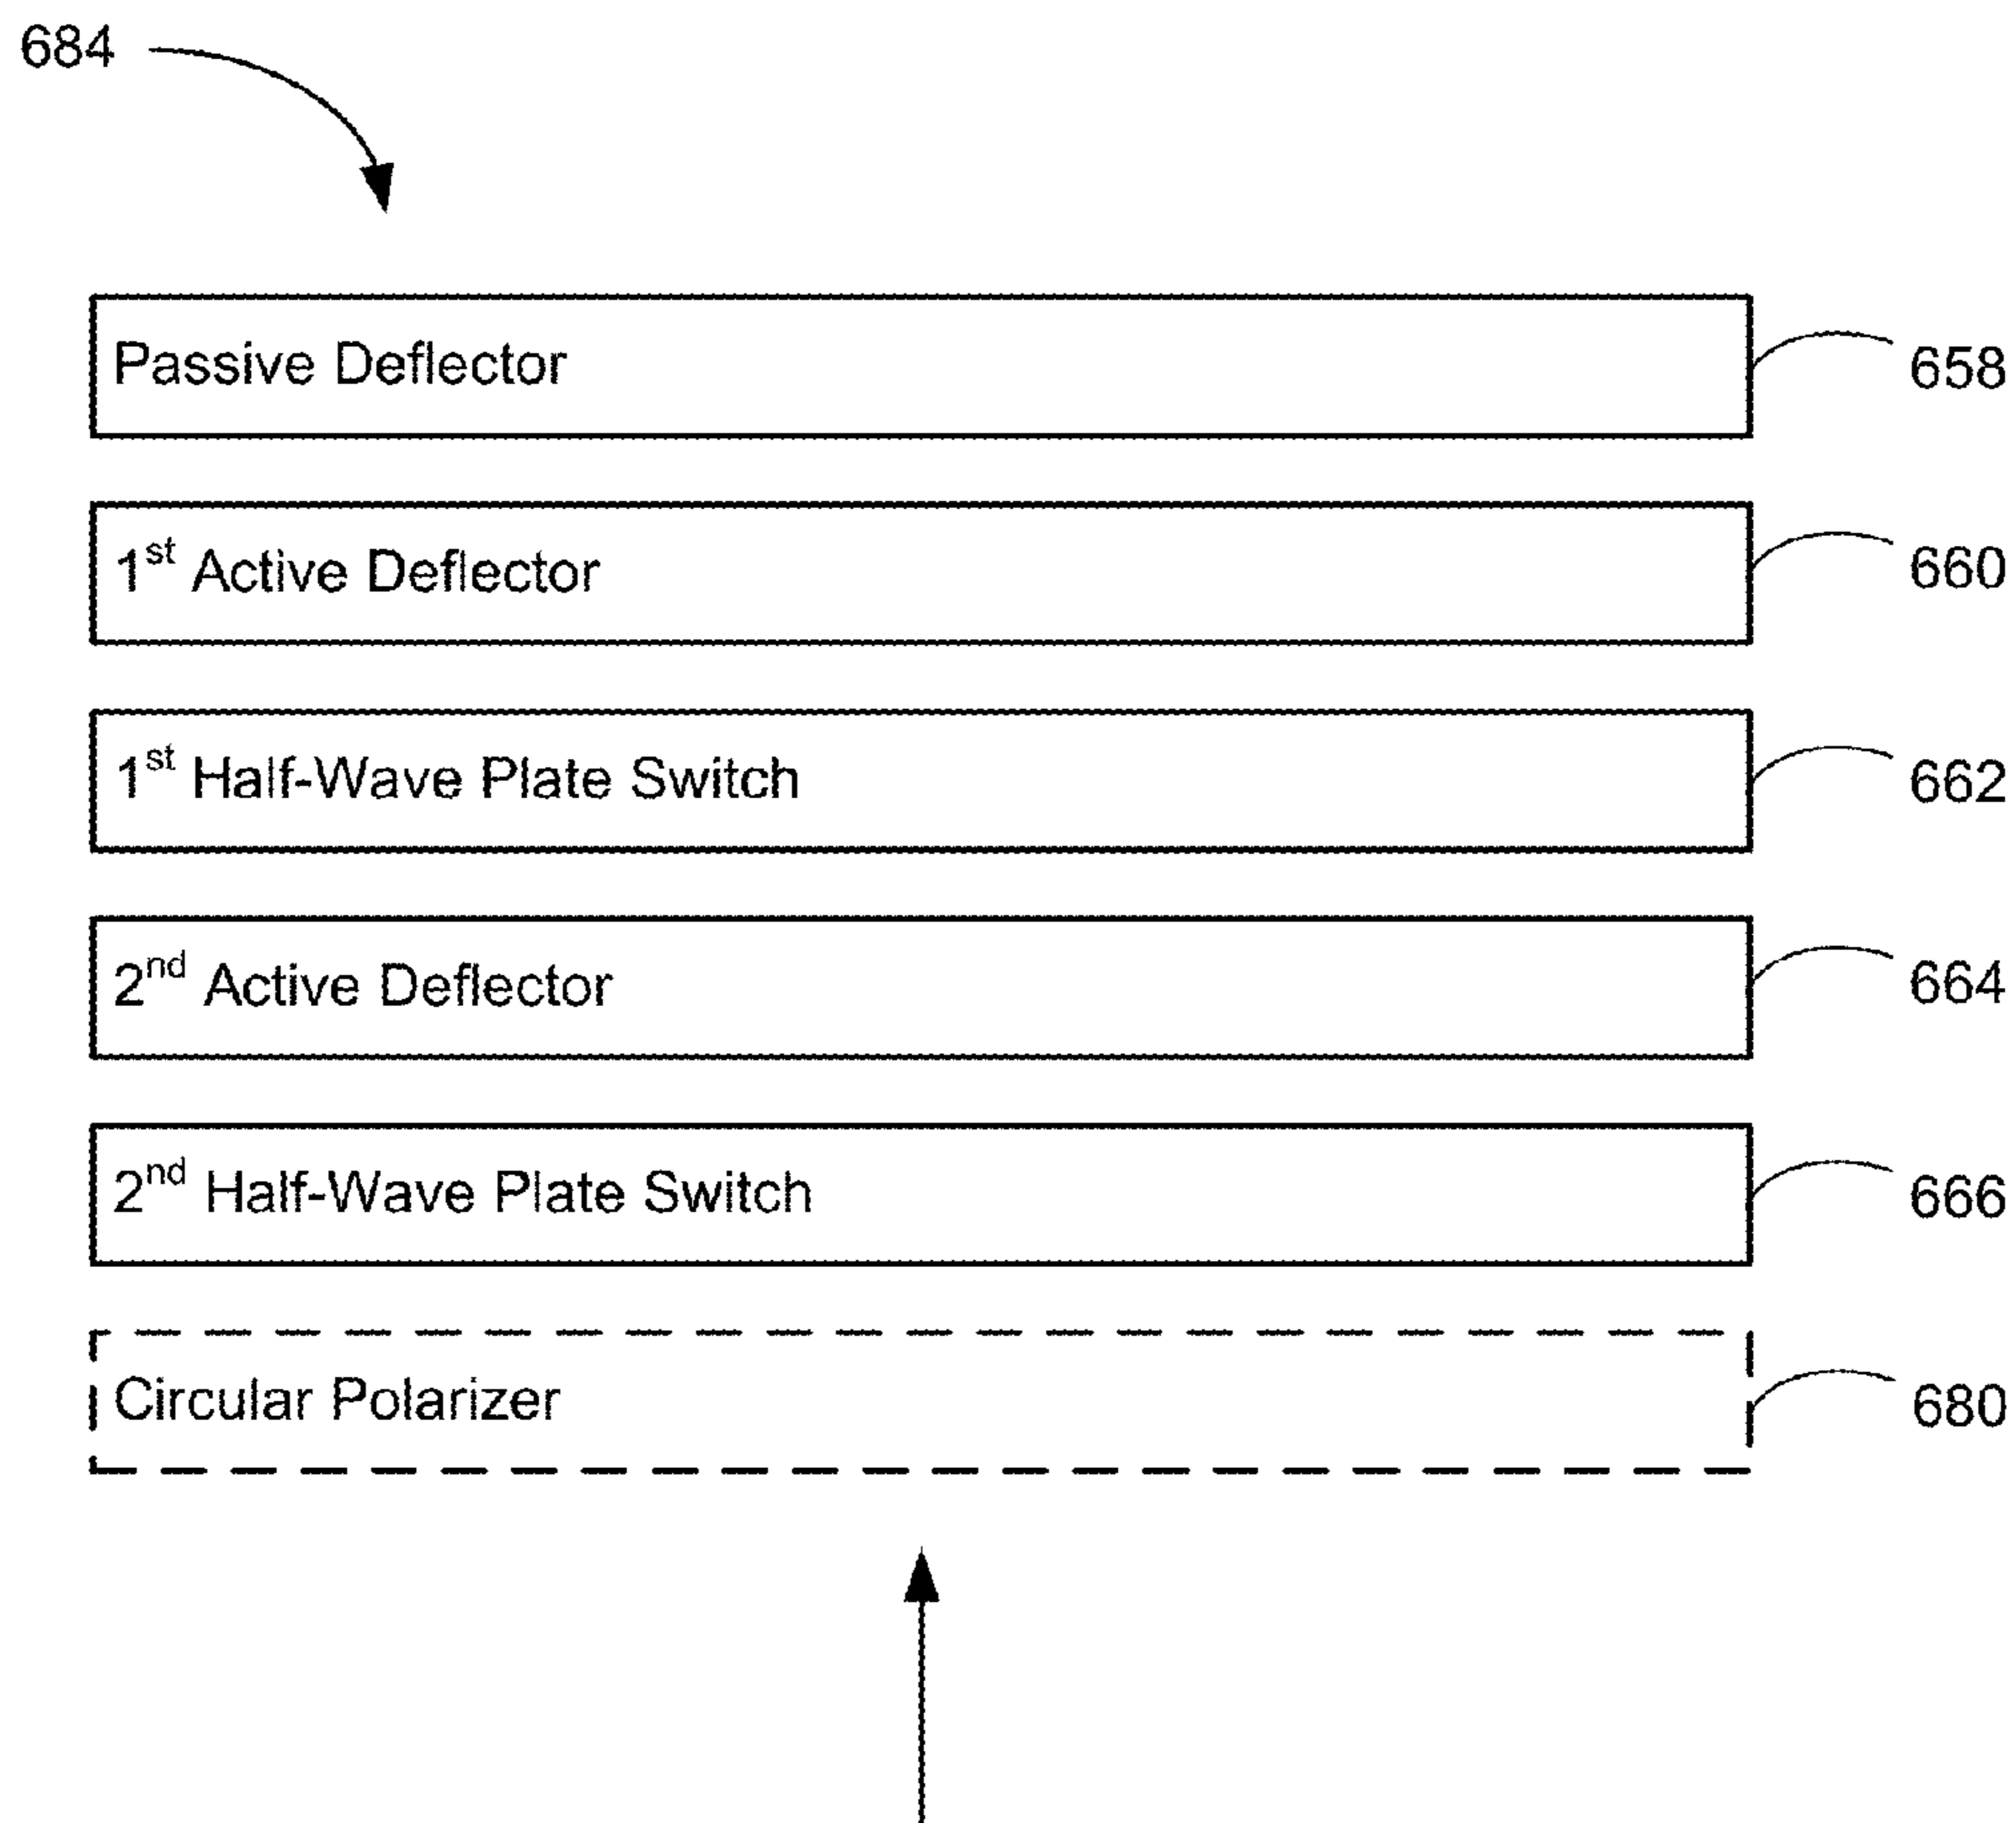 684
Passive Deflector 658
1st Active Deflector 660
1st Half-Wave Plate Switch 662
2nd Active Deflector 664
2nd Half-Wave Plate Switch 666
Circular Polarizer 680